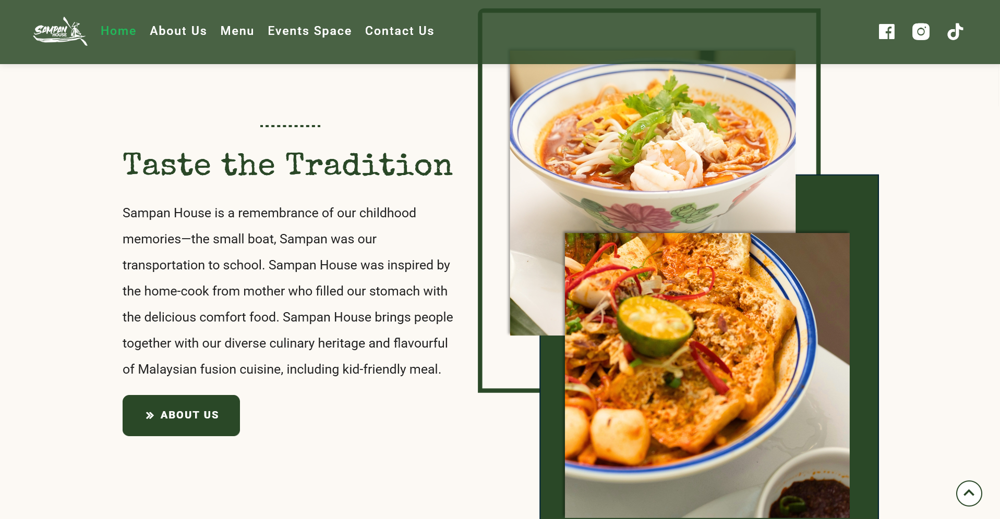 SAMPAN
HOUSE
Home About Us Menu Events Space Contact Us
Taste the Tradition
Sampan House is a remembrance of our childhood
memories—the small boat, Sampan was our
transportation to school. Sampan House was inspired by
the home-cook from mother who filled our stomach with
the delicious comfort food. Sampan House brings people
together with our diverse culinary heritage and flavourful
of Malaysian fusion cuisine, including kid-friendly meal.
ABOUT US